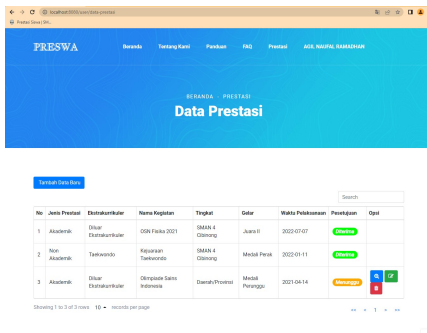 localhost:8080/user/data-prestasi
Prestasi Siswa | SM...
PRESWA
Beranda Tentang Kami Panduan FAQ Prestasi AGIL NAUFAL RAMADHAN
BERANDA - PRESTASI
Data Prestasi
Tambah Data Baru
Search
No Jenis Prestasi Ekstrakurrikuler Nama Kegiatan Tingkat Gelar Waktu Pelaksanaan Persetujuan Opsi
1 Akademik Diluar Ekstrakurrikuler OSN Fisika 2021 SMAN 4 Cibinong Juara II 2022-07-07 Diterima
2 Non Akademik Taekwondo Kejuaraan Taekwondo SMAN 4 Cibinong Medali Perak 2022-01-11 Diterima
3 Akademik Diluar Ekstrakurrikuler Olimpiade Sains Indonesia Daerah/Provinsi Medali Perunggu 2021-04-14 Menunggu
Showing 1 to 3 of 3 rows 10 records per page
<< < 1 > >>